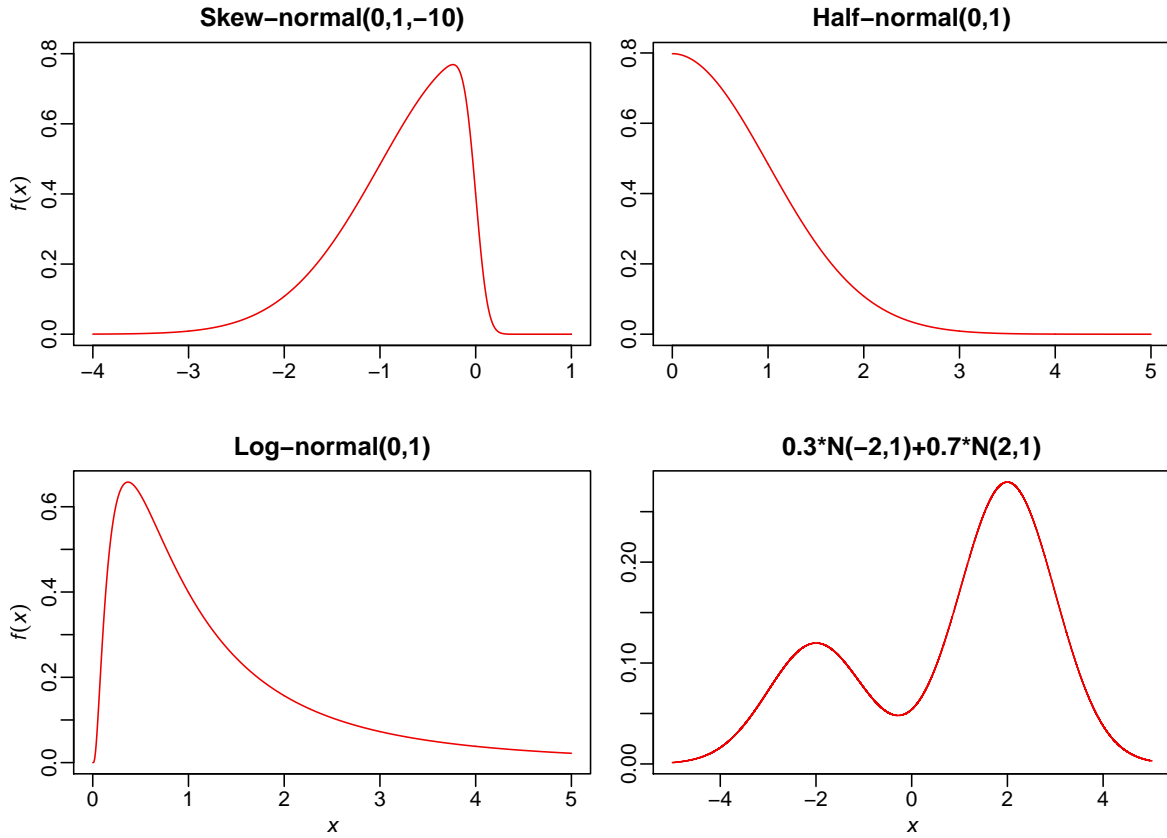 Skew−normal(0,1,−10)
f(x)
0.0 0.2 0.4 0.6 0.8
−4 −3 −2 −1 0 1
Half−normal(0,1)
0.0 0.2 0.4 0.6 0.8
0 1 2 3 4 5
Log−normal(0,1)
f(x)
0.0 0.2 0.4 0.6
0 1 2 3 4 5
x
0.3*N(−2,1)+0.7*N(2,1)
0.00 0.10 0.20
−4 −2 0 2 4
x